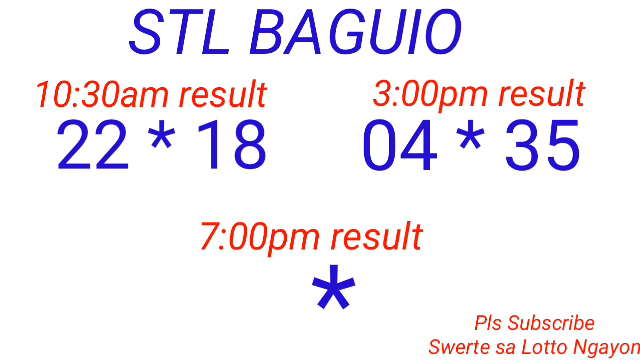 STL BAGUIO
10:30am result
22 * 18
3:00pm result
04 * 35
7:00pm result
*
Pls Subscribe
Swerte sa Lotto Ngayon